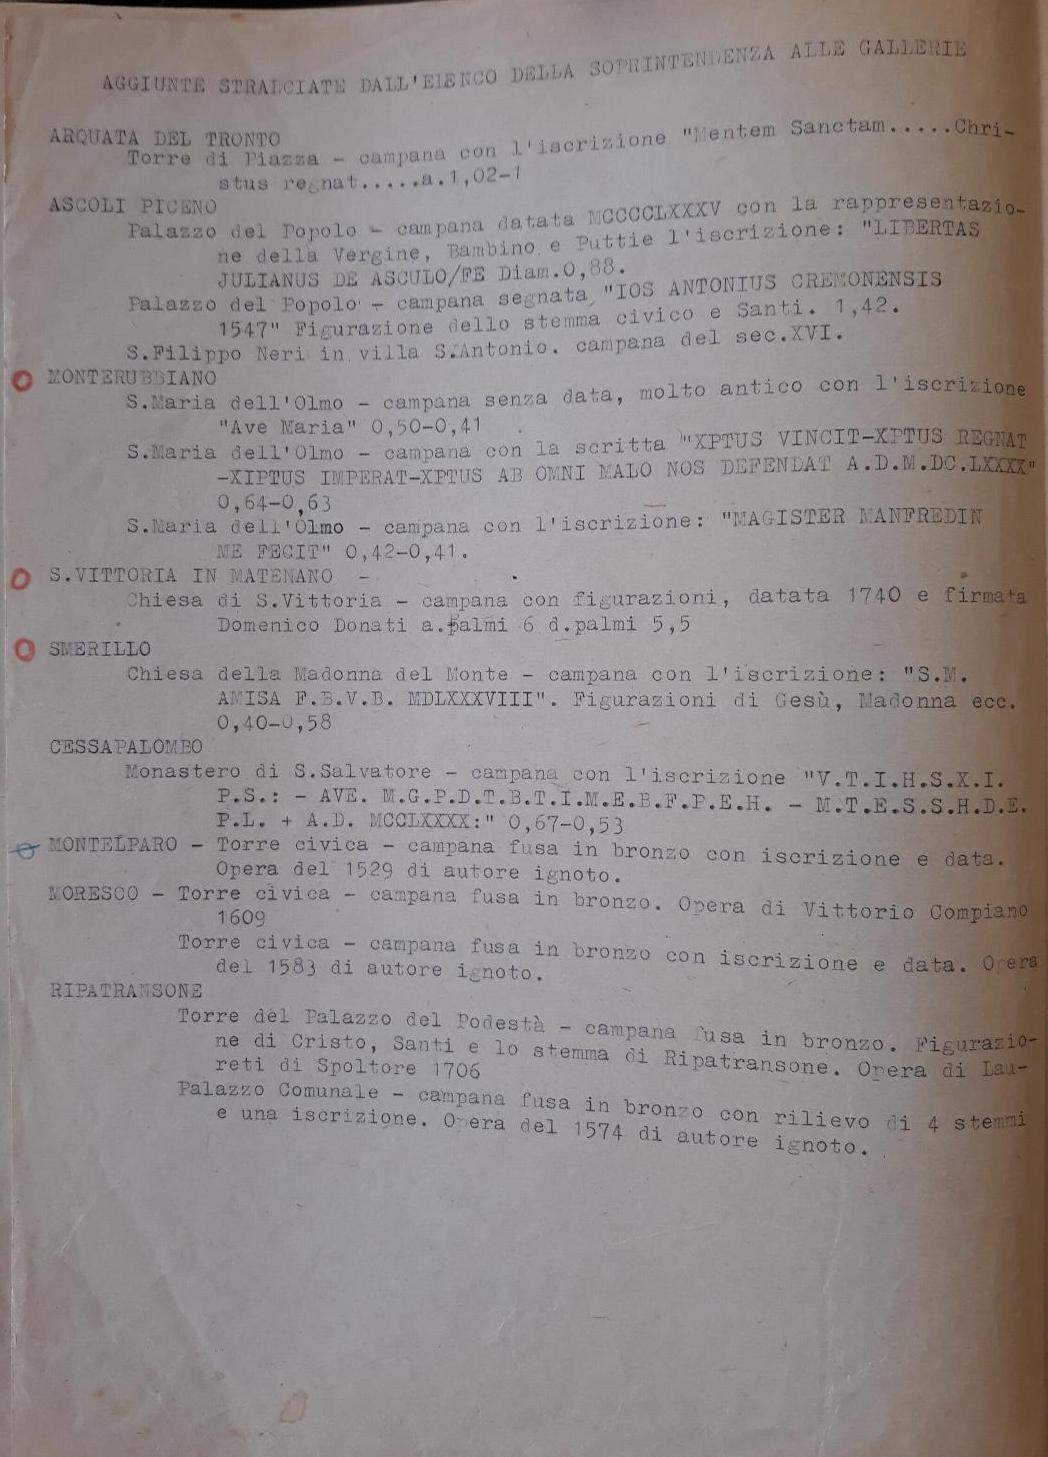 AGGIUNTE STRALCIATE DALL'ELENCO DELLA SOPRINTENDENZA ALLE GALLERIE
ARQUATA DEL TRONTO
Torre di Piazza - campana con l'iscrizione "Mentem Sanctam.....Chri-
stus regnat.....a.1,02-1
ASCOLI PICENO
Palazzo del Popolo - campana datata MCCCCLXXXV con la rappresentazio-
ne della Vergine, Bambino e Puttie l'iscrizione: "LIBERTAS
JULIANUS DE ASCULO/FE Diam.0,88.
Palazzo del Popolo - campana segnata "IOS ANTONIUS CREMONENSIS
1547" Figurazione dello stemma civico e Santi. 1,42.
S.Filippo Neri in villa S.Antonio. campana del sec.XVI.
MONTERUBBIANO
S.Maria dell'Olmo - campana senza data, molto antico con l'iscrizione
"Ave Maria" 0,50-0,41
S.Maria dell'Olmo - campana con la scritta "XPTUS VINCIT-XPTUS REGNAT
-XIPTUS IMPERAT-XPTUS AB OMNI MALO NOS DEFENDAT A.D.M.DC.LXXXX"
0,64-0,63
S.Maria dell'Olmo - campana con l'iscrizione: "MAGISTER MANFREDIN
ME FECIT" 0,42-0,41.
S.VITTORIA IN MATENANO -
Chiesa di S.Vittoria - campana con figurazioni, datata 1740 e firmata
Domenico Donati a.palmi 6 d.palmi 5,5
SMERILLO
Chiesa della Madonna del Monte - campana con l'iscrizione: "S.M.
AMISA F.B.V.B. MDLXXXVIII". Figurazioni di Gesù, Madonna ecc.
0,40-0,58
CESSAPALOMBO
Monastero di S.Salvatore - campana con l'iscrizione "V.T.I.H.S.X.I.
P.S.: - AVE. M.G.P.D.T.B.T.I.M.E.B.F.P.E.H. - M.T.E.S.S.H.D.E.
P.L. + A.D. MCCLXXXX:" 0,67-0,53
MONTELPARO - Torre civica - campana fusa in bronzo con iscrizione e data.
Opera del 1529 di autore ignoto.
MORESCO - Torre civica - campana fusa in bronzo. Opera di Vittorio Compiano
1609
Torre civica - campana fusa in bronzo con iscrizione e data. Opera
del 1583 di autore ignoto.
RIPATRANSONE
Torre del Palazzo del Podestà - campana fusa in bronzo. Figurazio-
ne di Cristo, Santi e lo stemma di Ripatransone. Opera di Lau-
reti di Spoltore 1706
Palazzo Comunale - campana fusa in bronzo con rilievo di 4 stemmi
e una iscrizione. Opera del 1574 di autore ignoto.